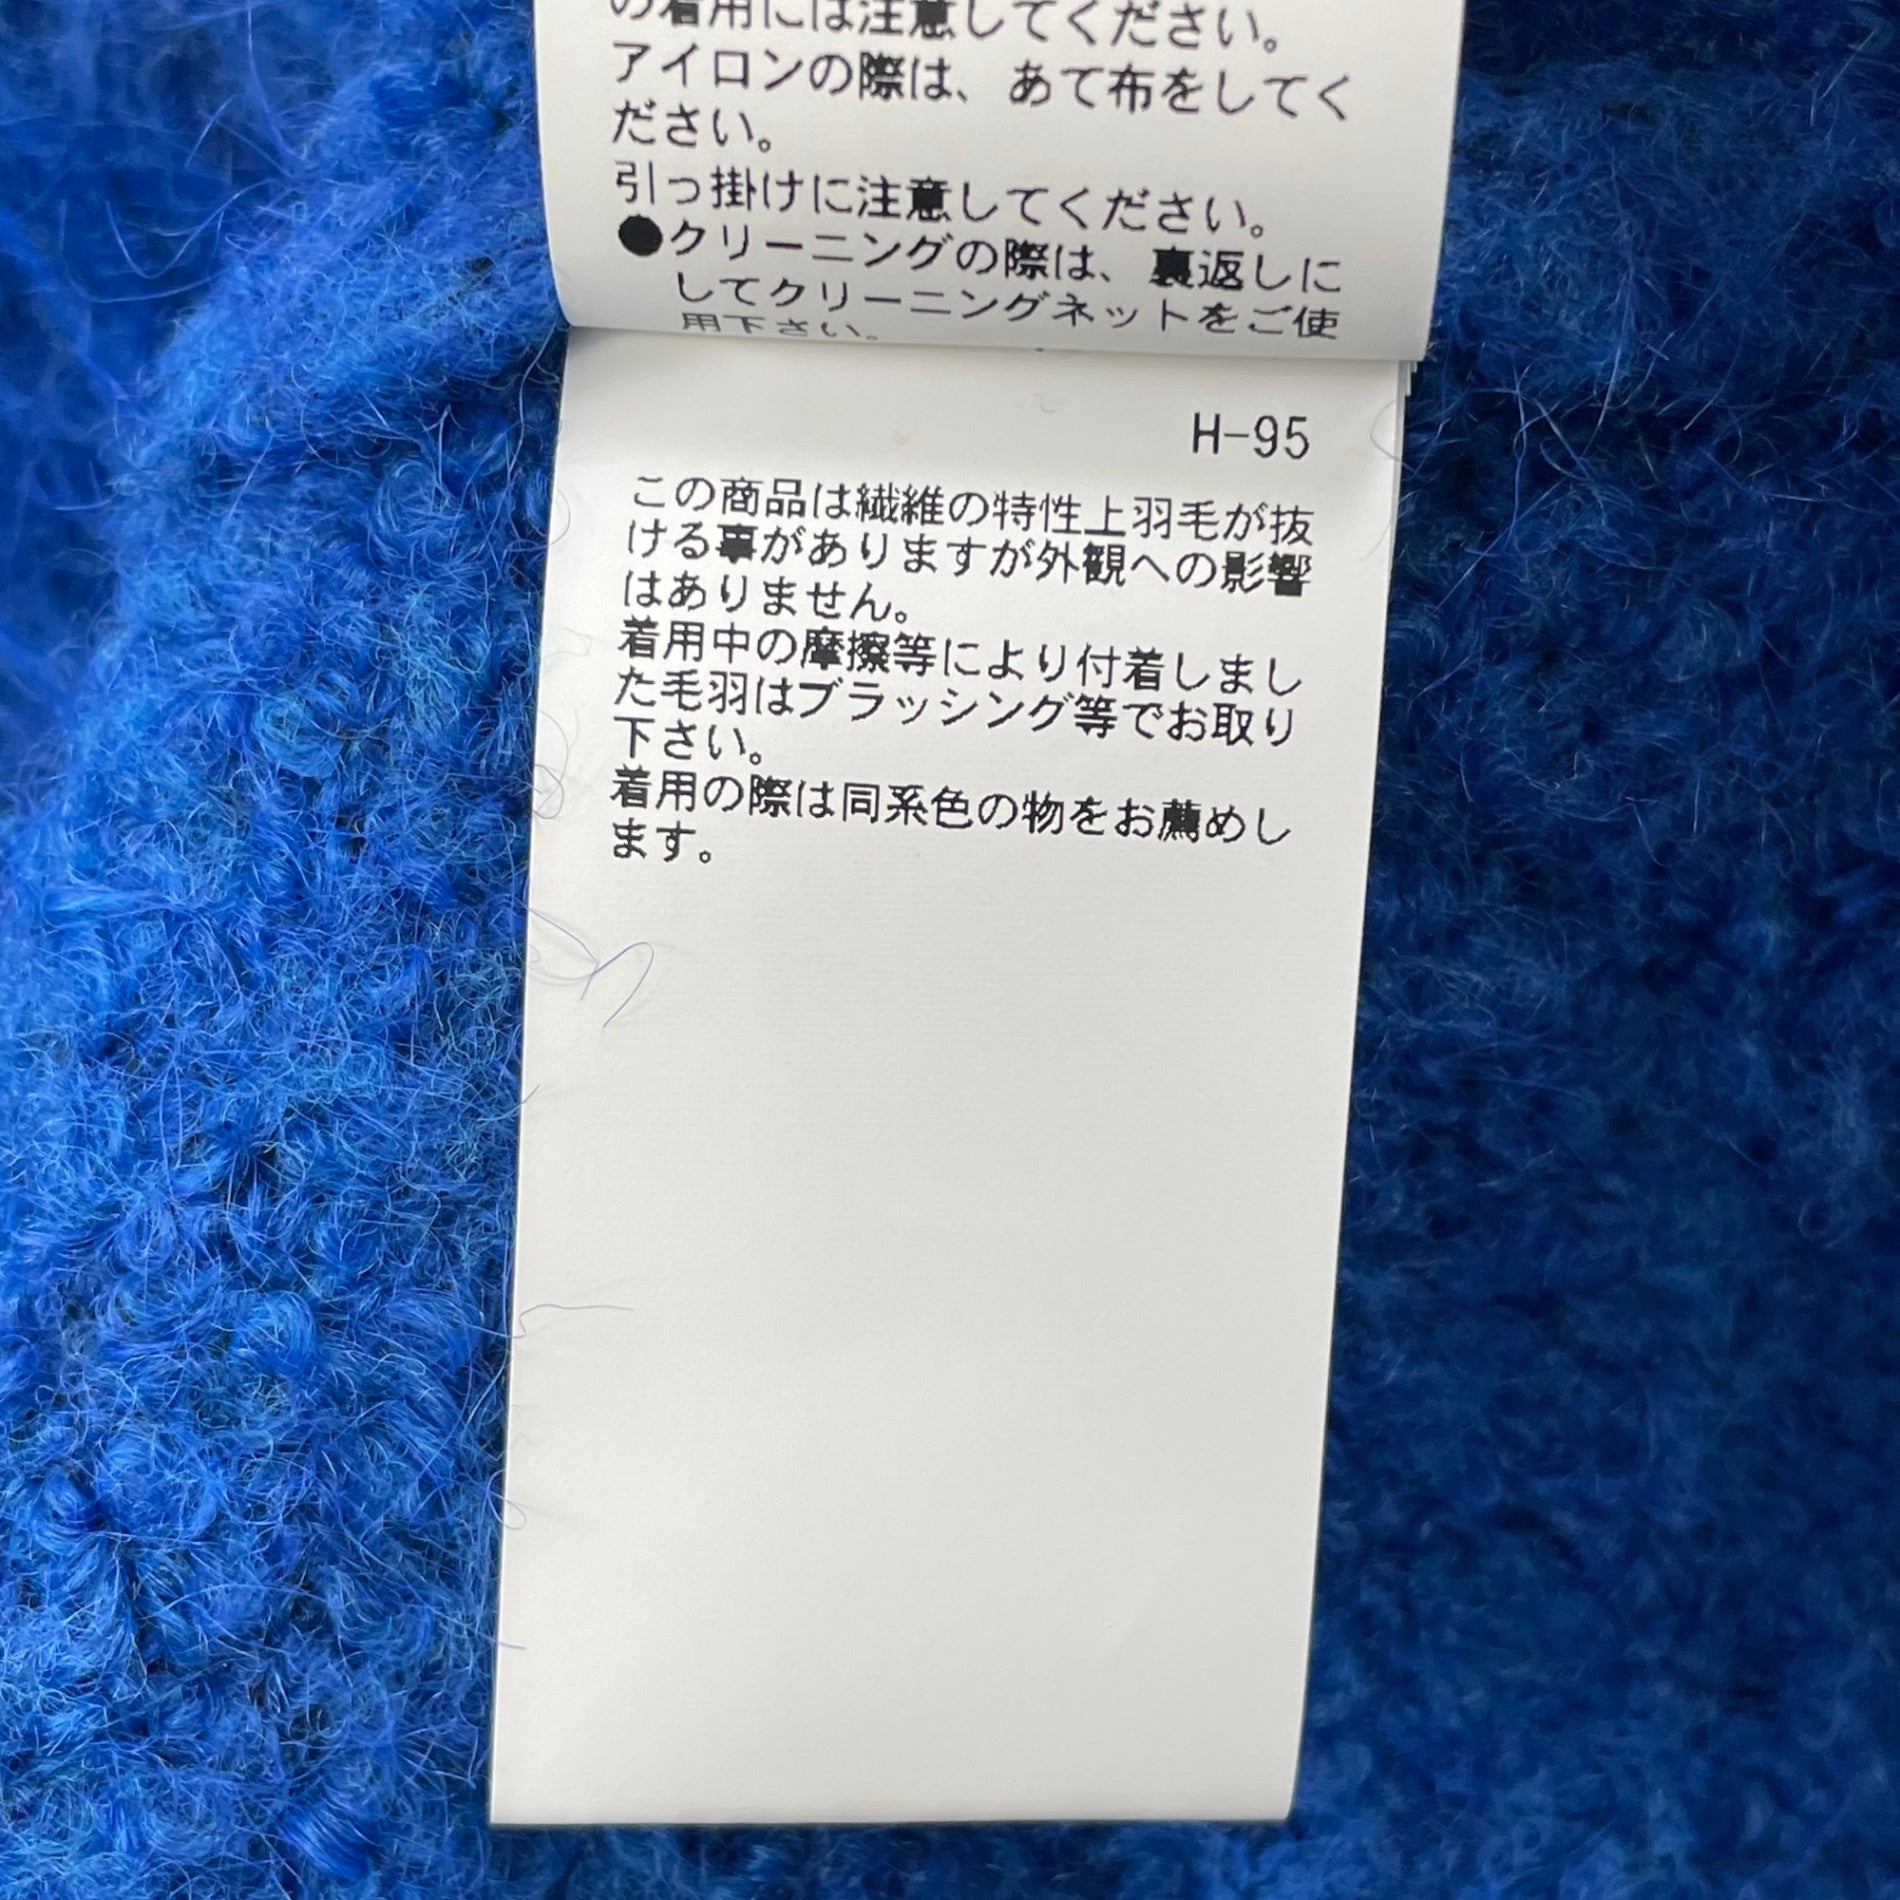 の着用には注意してください。
アイロンの際は、あて布をしてく
ださい。
引っ掛けに注意してください。
●クリーニングの際は、裏返しに
してクリーニングネットをご使
用下さい。
H-95
この商品は繊維の特性上羽毛が抜
ける事がありますが外観への影響
はありません。
着用中の摩擦等により付着しまし
た毛羽はブラッシング等でお取り
下さい。
着用の際は同系色の物をお薦めし
ます。